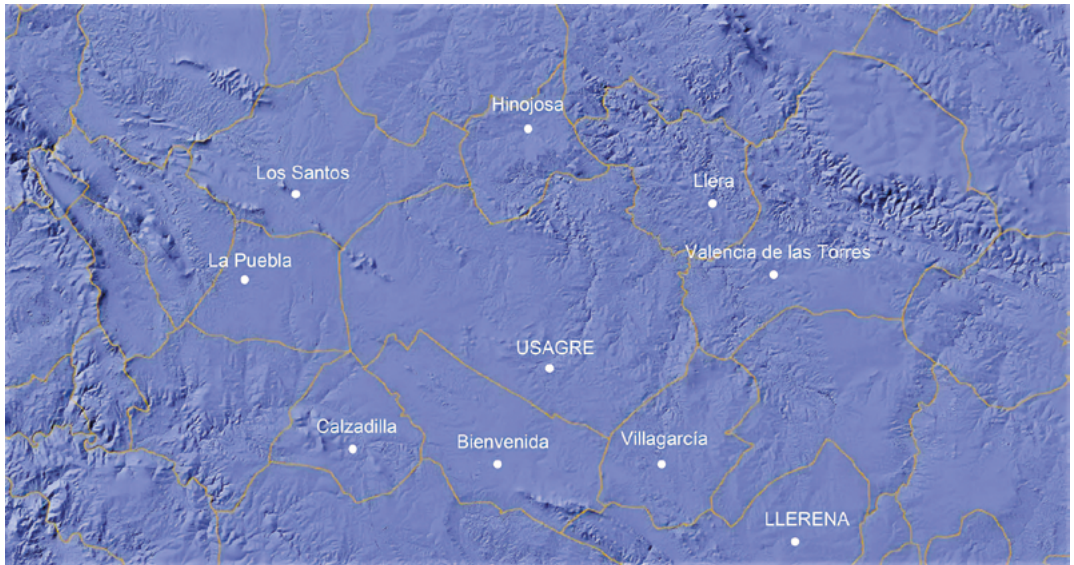 Hinojosa
Los Santos
Llera
La Puebla
Valencia de las Torres
USAGRE
Calzadilla
Bienvenida
Villagarcía
LLERENA